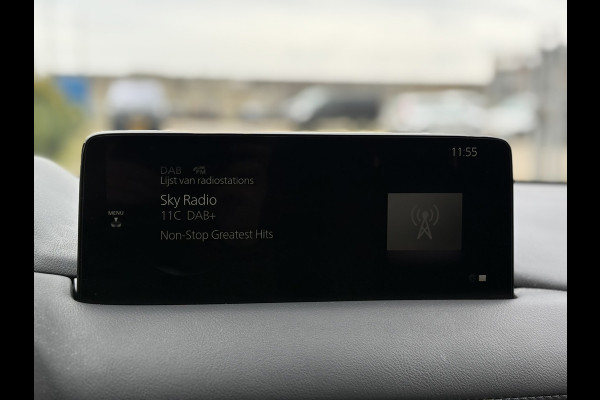 11:55
DAB
Lijst van radiostations
Sky Radio
11C DAB+
MENU
Non-Stop Greatest Hits